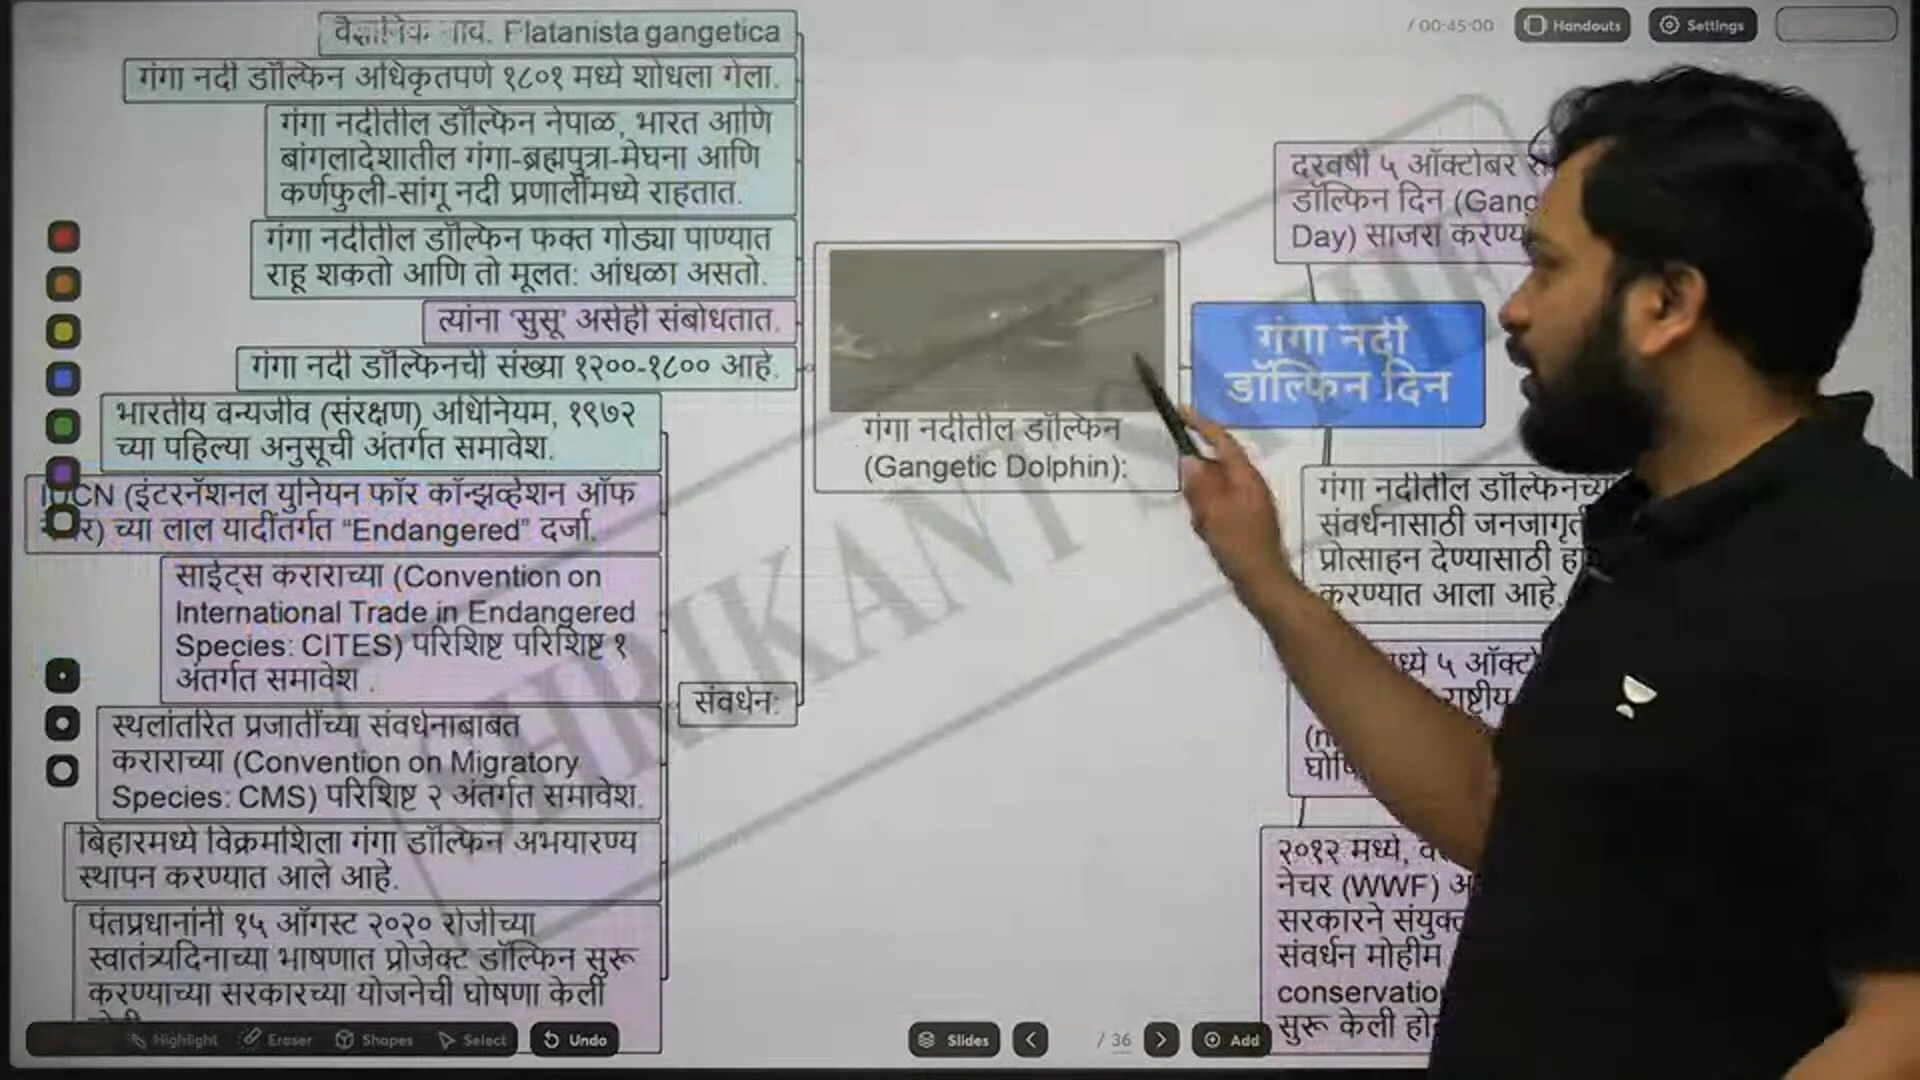 Platanista gangetica
गंगा नदी डॉल्फिन अधिकृतपणे १८०१ मध्ये शोधला गेला.
गंगा नदीतील डॉल्फिन नेपाळ, भारत आणि
बांगलादेशातील गंगा-ब्रह्मपुत्रा-मेघना आणि
कर्णफुली-सांगू नदी प्रणालींमध्ये राहतात.
गंगा नदीतील डॉल्फिन फक्त गोड्या पाण्यात
राहू शकतो आणि तो मूलत: आंधळा असतो.
त्यांना ‘सुसू’ असेही संबोधतात.
गंगा नदी डॉल्फिनची संख्या १२००-१८०० आहे.
भारतीय वन्यजीव (संरक्षण) अधिनियम, १९७२
च्या पहिल्या अनुसूची अंतर्गत समावेश.
(इंटरनॅशनल युनियन फॉर कॉन्झर्व्हेशन ऑफ
च्या लाल यादीतर्गत “Endangered” दर्जा.
साईट्स कराराच्या (Convention on
International Trade in Endangered
Species: CITES) परिशिष्ट परिशिष्ट १
अंतर्गत समावेश .
स्थलांतरित प्रजातींच्या संवर्धनाबाबत
कराराच्या (Convention on Migratory
Species: CMS) परिशिष्ट २ अंतर्गत समावेश.
बिहारमध्ये विक्रमशिला गंगा डॉल्फिन अभयारण्य
स्थापन करण्यात आले आहे.
पंतप्रधानांनी १५ ऑगस्ट २०२० रोजीच्या
स्वातंत्र्यदिनाच्या भाषणात प्रोजेक्ट डॉल्फिन सुरू
करण्याच्या सरकारच्या योजनेची घोषणा केली
संवर्धन:
गंगा नदीतील डॉल्फिन
(Gangetic Dolphin):
/ 00:45:00
Handouts
Settings
दरवर्षी ५ ऑक्टोबर
डॉल्फिन दिन
Day) साजरा
गंगा नदी
डॉल्फिन दिन
गंगा नदीतील
संवर्धनासाठी
प्रोत्साहन देण्यासाठी
करण्यात आला आहे.
५
राष्ट्रीय
२०१२ मध्ये,
नेचर (WWF)
सरकारने
संवर्धन मोहीम
सुरू केली
SHRIKANT SATHE
Highlight
Eraser
Shapes
Select
Undo
Slides
/ 36
Add